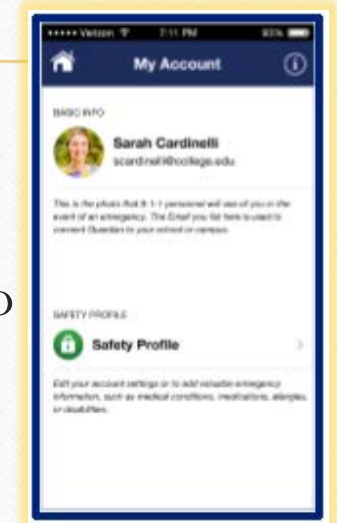 Verizon 7:11 PM
My Account
BASIC INFO
Sarah Cardinelli
scardinelli@college.edu
This is the photo that 9-1-1 personnel will see of you in the
event of an emergency. The Email you list here is used to
connect Guardian to your school or campus.
O
SAFETY PROFILE
Safety Profile
Edit your account settings or to add valuable emergency
information, such as medical conditions, medications, allergies,
or disabilities.